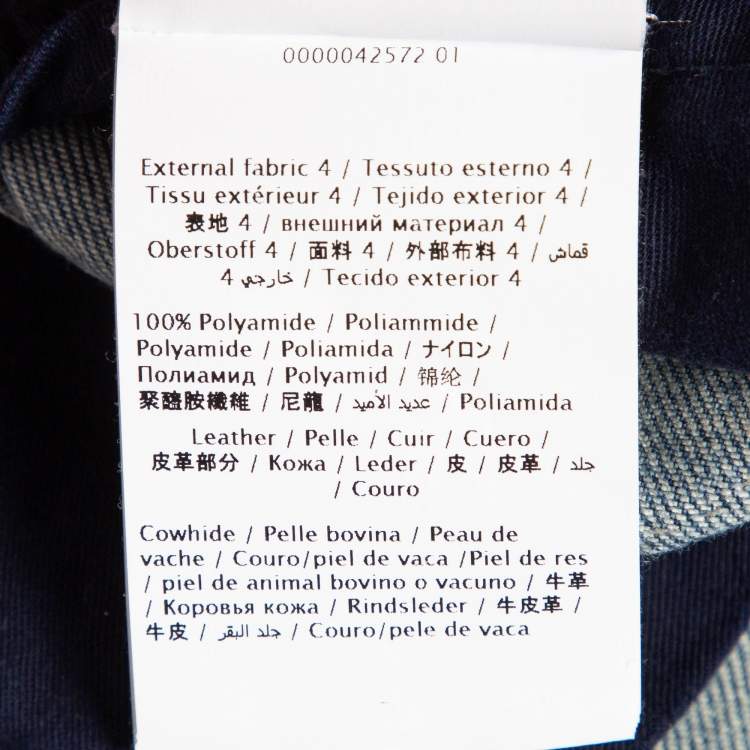 0000042572 01
External fabric 4 / Tessuto esterno 4 /
Tissu extérieur 4 / Tejido exterior 4 /
表地 4 / внешний материал 4 /
Oberstoff 4 / 面料 4 / 外部布料 4 / قماش
خارجي 4 / Tecido exterior 4
100% Polyamide / Poliammide /
Polyamide / Poliamida / ナイロン /
Полиамид / Polyamid / 锦纶 /
聚醯胺纖維 / 尼龍 / عديد الأميد / Poliamida
Leather / Pelle / Cuir / Cuero /
皮革部分 / Кожа / Leder / 皮 / 皮革 / جلد
/ Couro
Cowhide / Pelle bovina / Peau de
vache / Couro/piel de vaca /Piel de res
/ piel de animal bovino o vacuno / 牛革
/ Коровья кожа / Rindsleder / 牛皮革 /
牛皮 / جلد البقر / Couro/pele de vaca